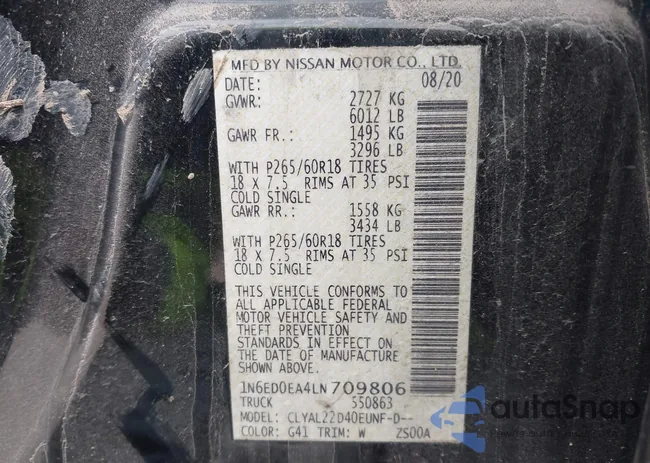 MFD BY NISSAN MOTOR CO., LTD.
DATE: 08/20
GVWR: 2727 KG
6012 LB
GAWR FR.: 1495 KG
3296 LB
WITH P265/60R18 TIRES
18 X 7.5 RIMS AT 35 PSI
COLD SINGLE
GAWR RR.: 1558 KG
3434 LB
WITH P265/60R18 TIRES
18 X 7.5 RIMS AT 35 PSI
COLD SINGLE
THIS VEHICLE CONFORMS TO
ALL APPLICABLE FEDERAL
MOTOR VEHICLE SAFETY AND
THEFT PREVENTION
STANDARDS IN EFFECT ON
THE DATE OF MANUFACTURE
SHOWN ABOVE.
1N6ED0EA4LN709806
TRUCK 550863
MODEL: CLYAL22D40EUNF-D--
COLOR: G41 TRIM: W ZS00A
autoSnap